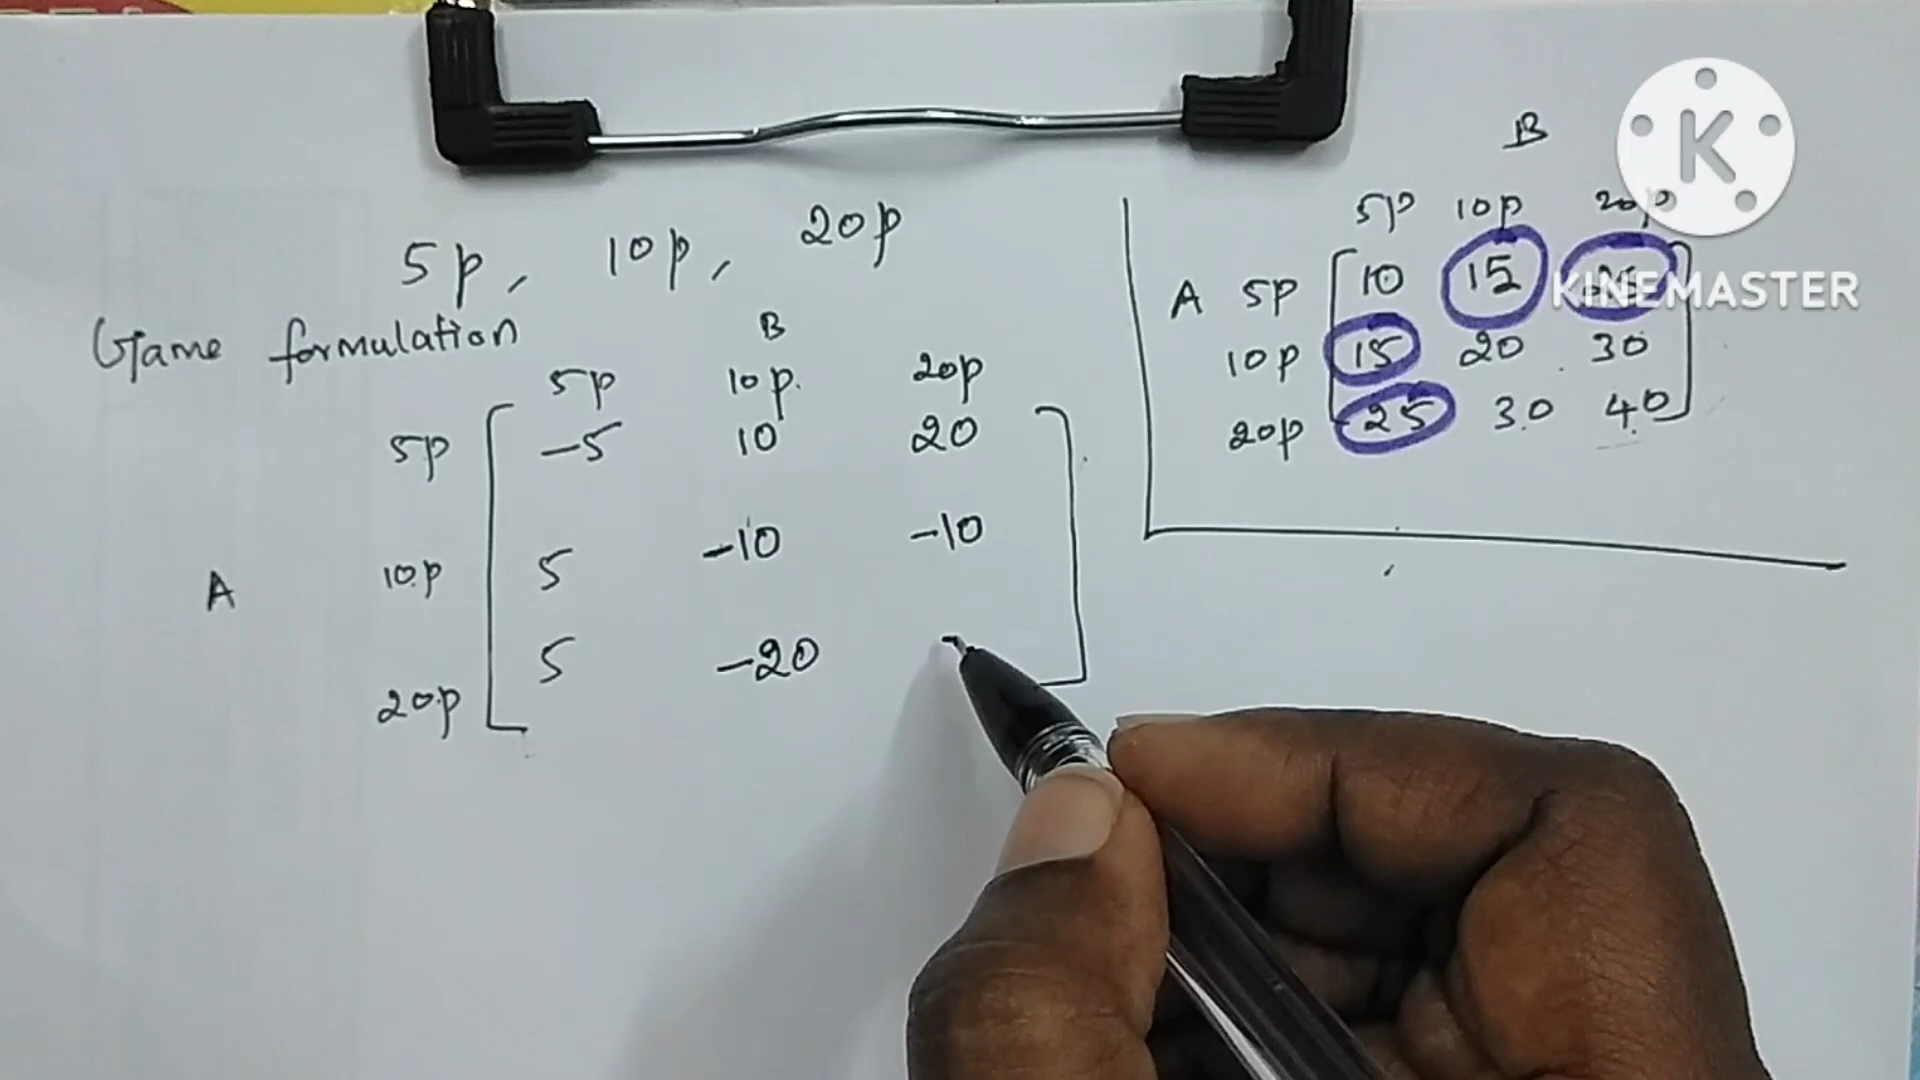 5p, 10p, 20p
Game formulation
B
5p 10p. 20p
5p -5 10 20
A 10p 5 -10 -10
20p 5 -20 -
B
5p 10p 20p
A 5p 10 15
10p 15 20 30
20p 25 30 40
K
KINEMASTER